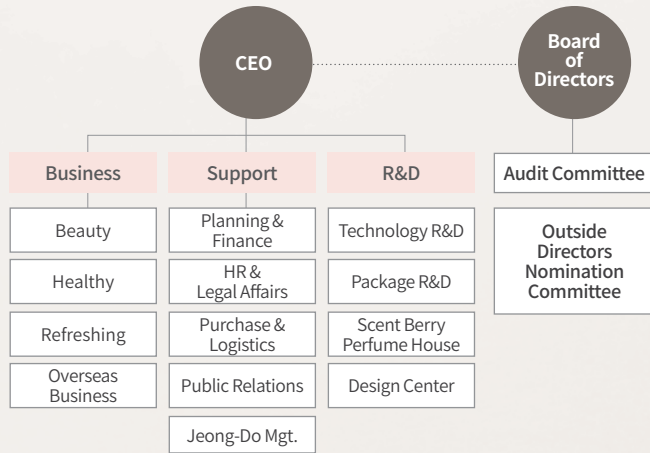 CEO
Board
of
Directors
Business
Support
R&D
Audit Committee
Beauty
Healthy
Refreshing
Overseas
Business
Planning &
Finance
HR &
Legal Affairs
Purchase &
Logistics
Public Relations
Jeong-Do Mgt.
Technology R&D
Package R&D
Scent Berry
Perfume House
Design Center
Outside
Directors
Nomination
Committee